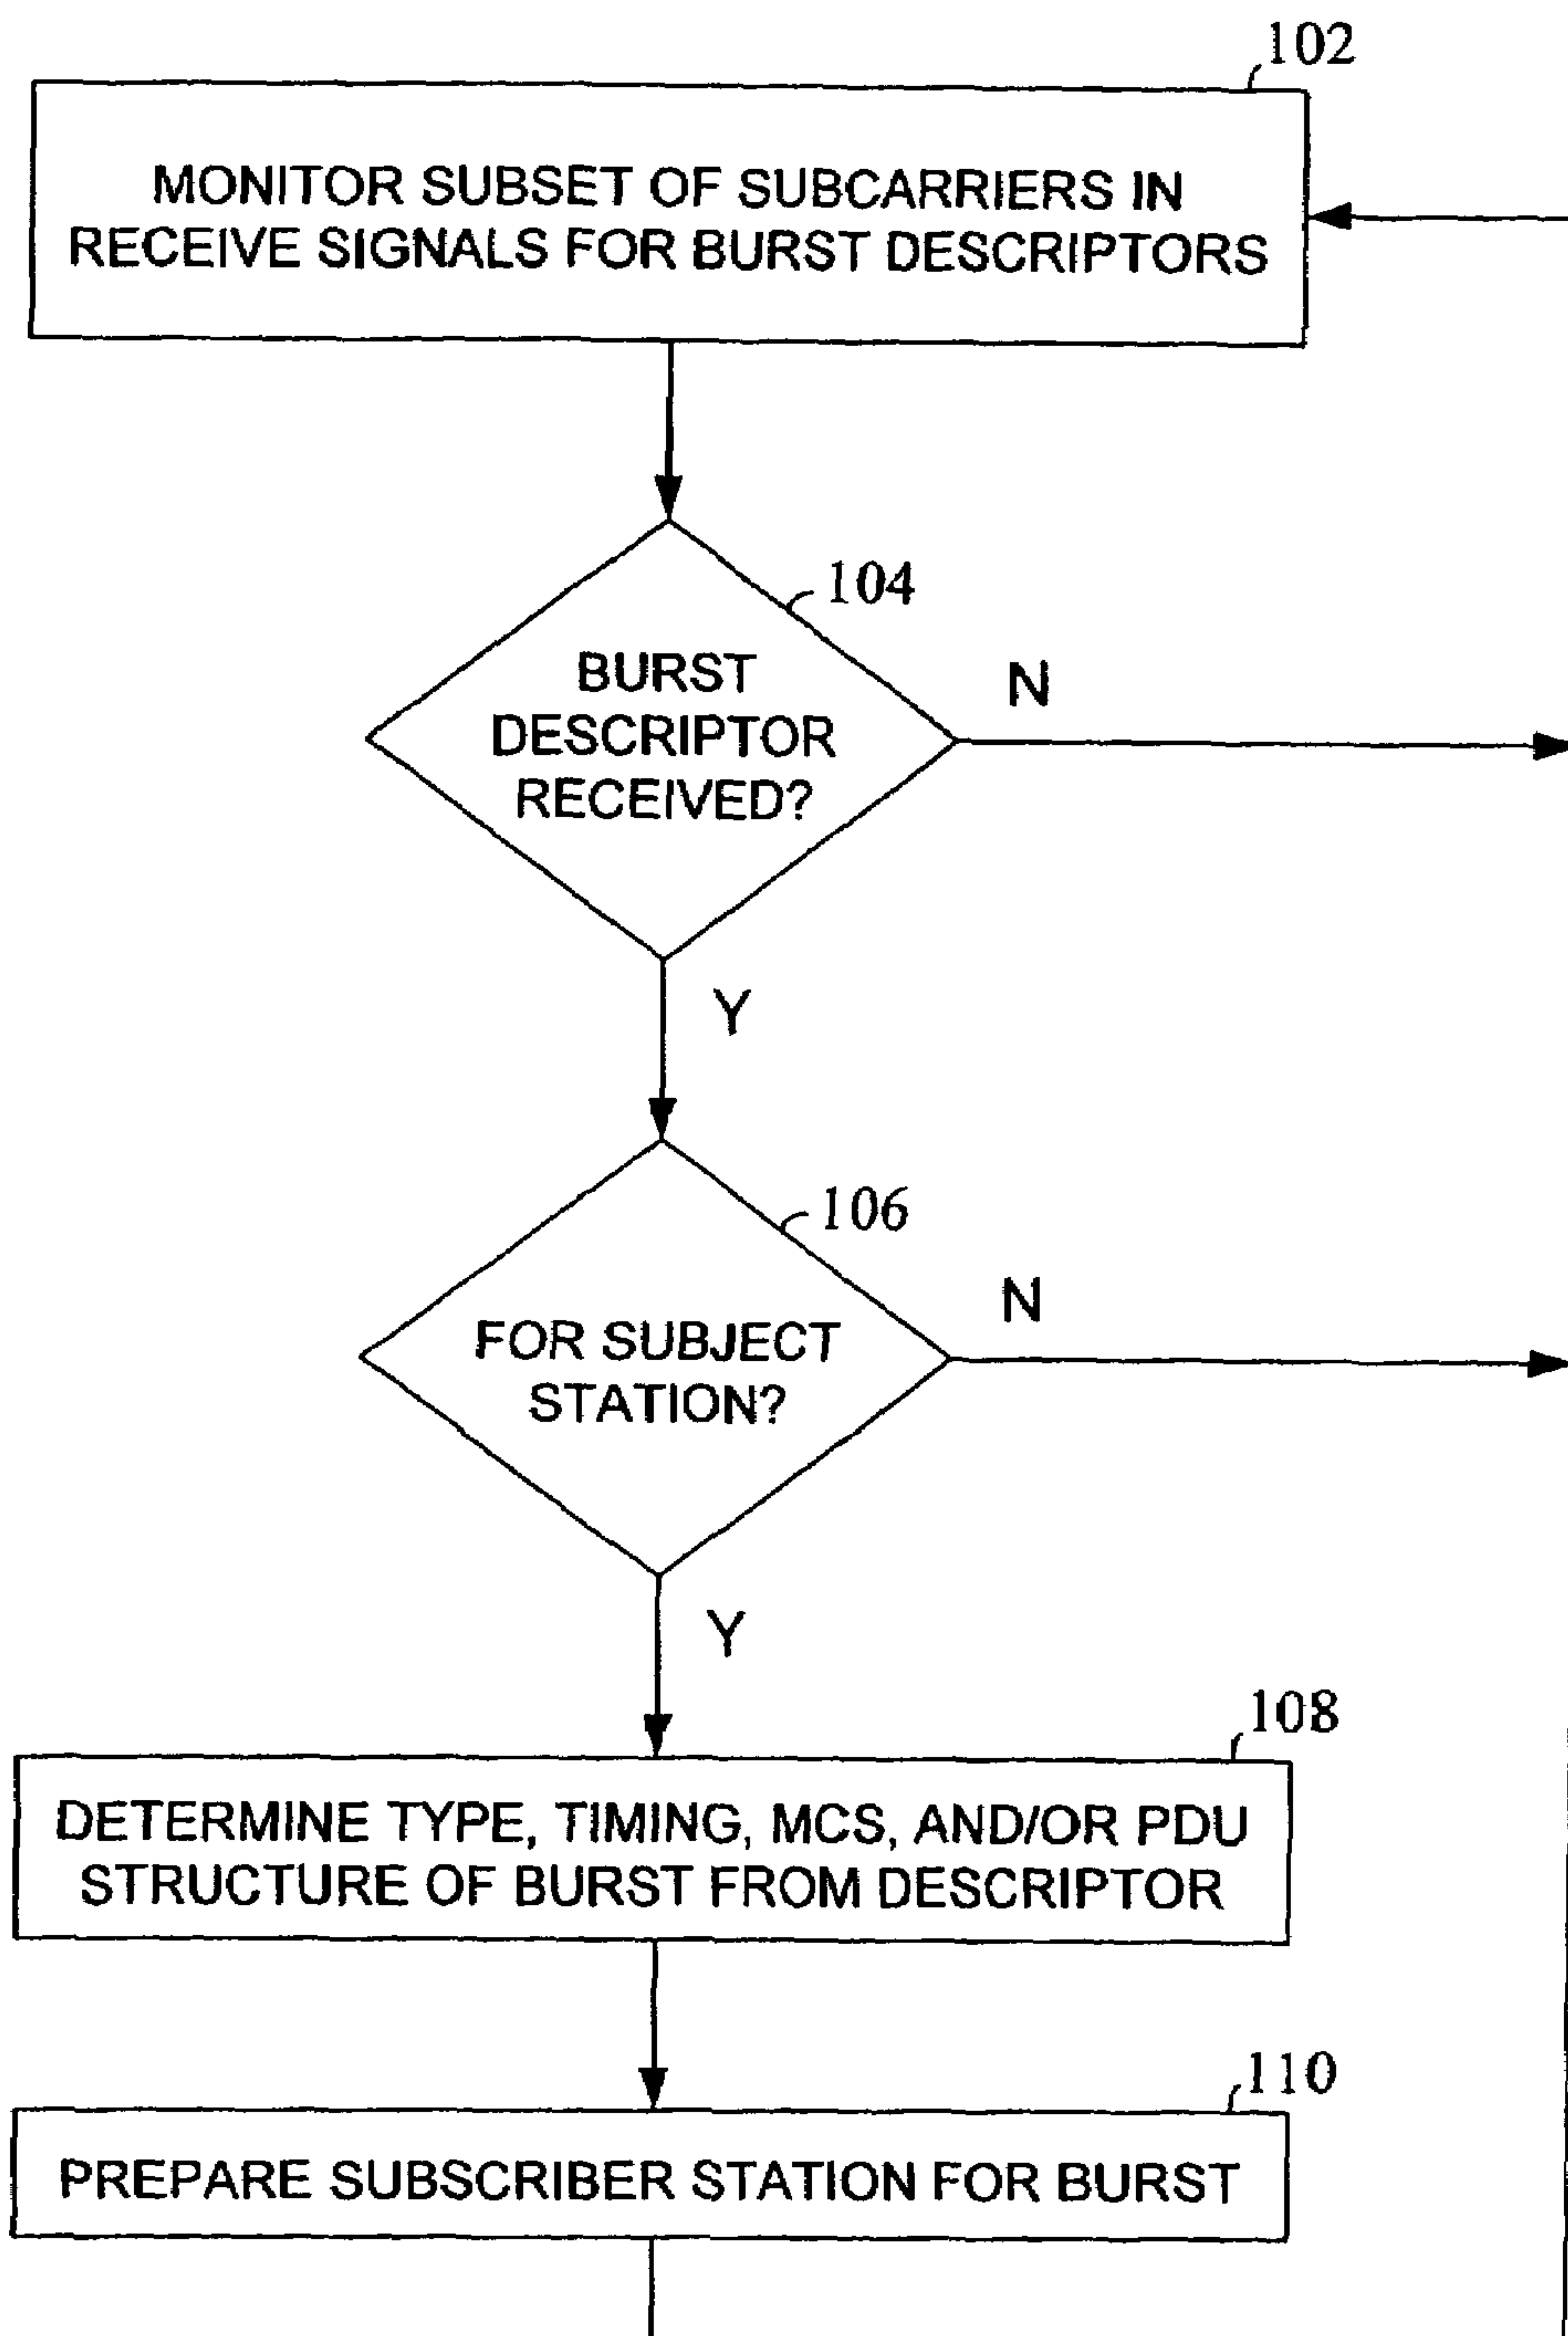 102
MONITOR SUBSET OF SUBCARRIERS IN
RECEIVE SIGNALS FOR BURST DESCRIPTORS
104
BURST
DESCRIPTOR
RECEIVED?
N
Y
106
FOR SUBJECT
STATION?
N
Y
108
DETERMINE TYPE, TIMING, MCS, AND/OR PDU
STRUCTURE OF BURST FROM DESCRIPTOR
110
PREPARE SUBSCRIBER STATION FOR BURST